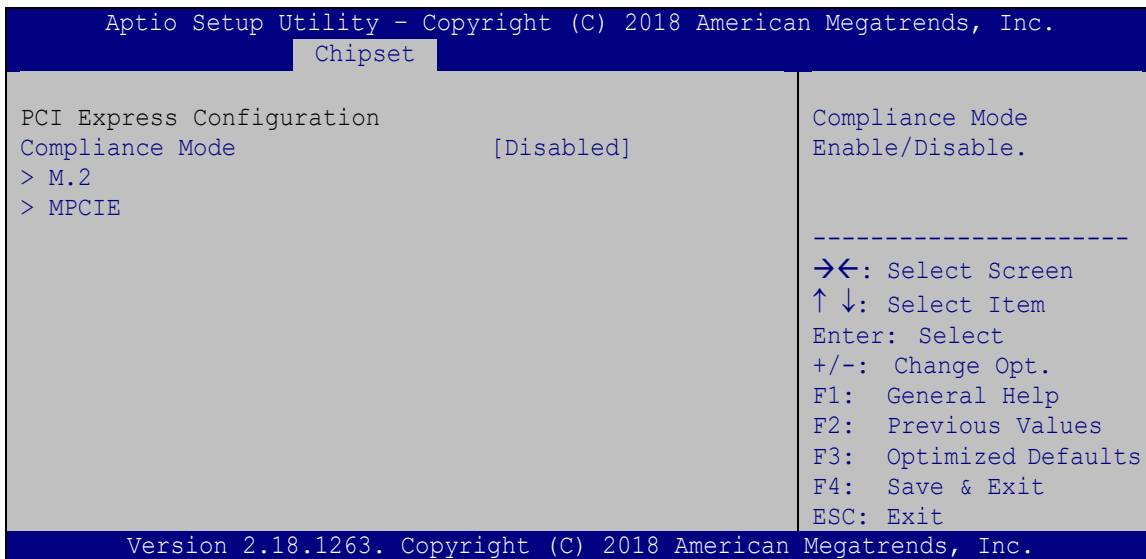 Aptio Setup Utility – Copyright (C) 2018 American Megatrends, Inc.
Chipset
PCI Express Configuration
Compliance Mode [Disabled]
> M.2
> MPCIE
Compliance Mode
Enable/Disable.
----------------------
→←: Select Screen
↑ ↓: Select Item
Enter: Select
+/-: Change Opt.
F1: General Help
F2: Previous Values
F3: Optimized Defaults
F4: Save & Exit
ESC: Exit
Version 2.18.1263. Copyright (C) 2018 American Megatrends, Inc.